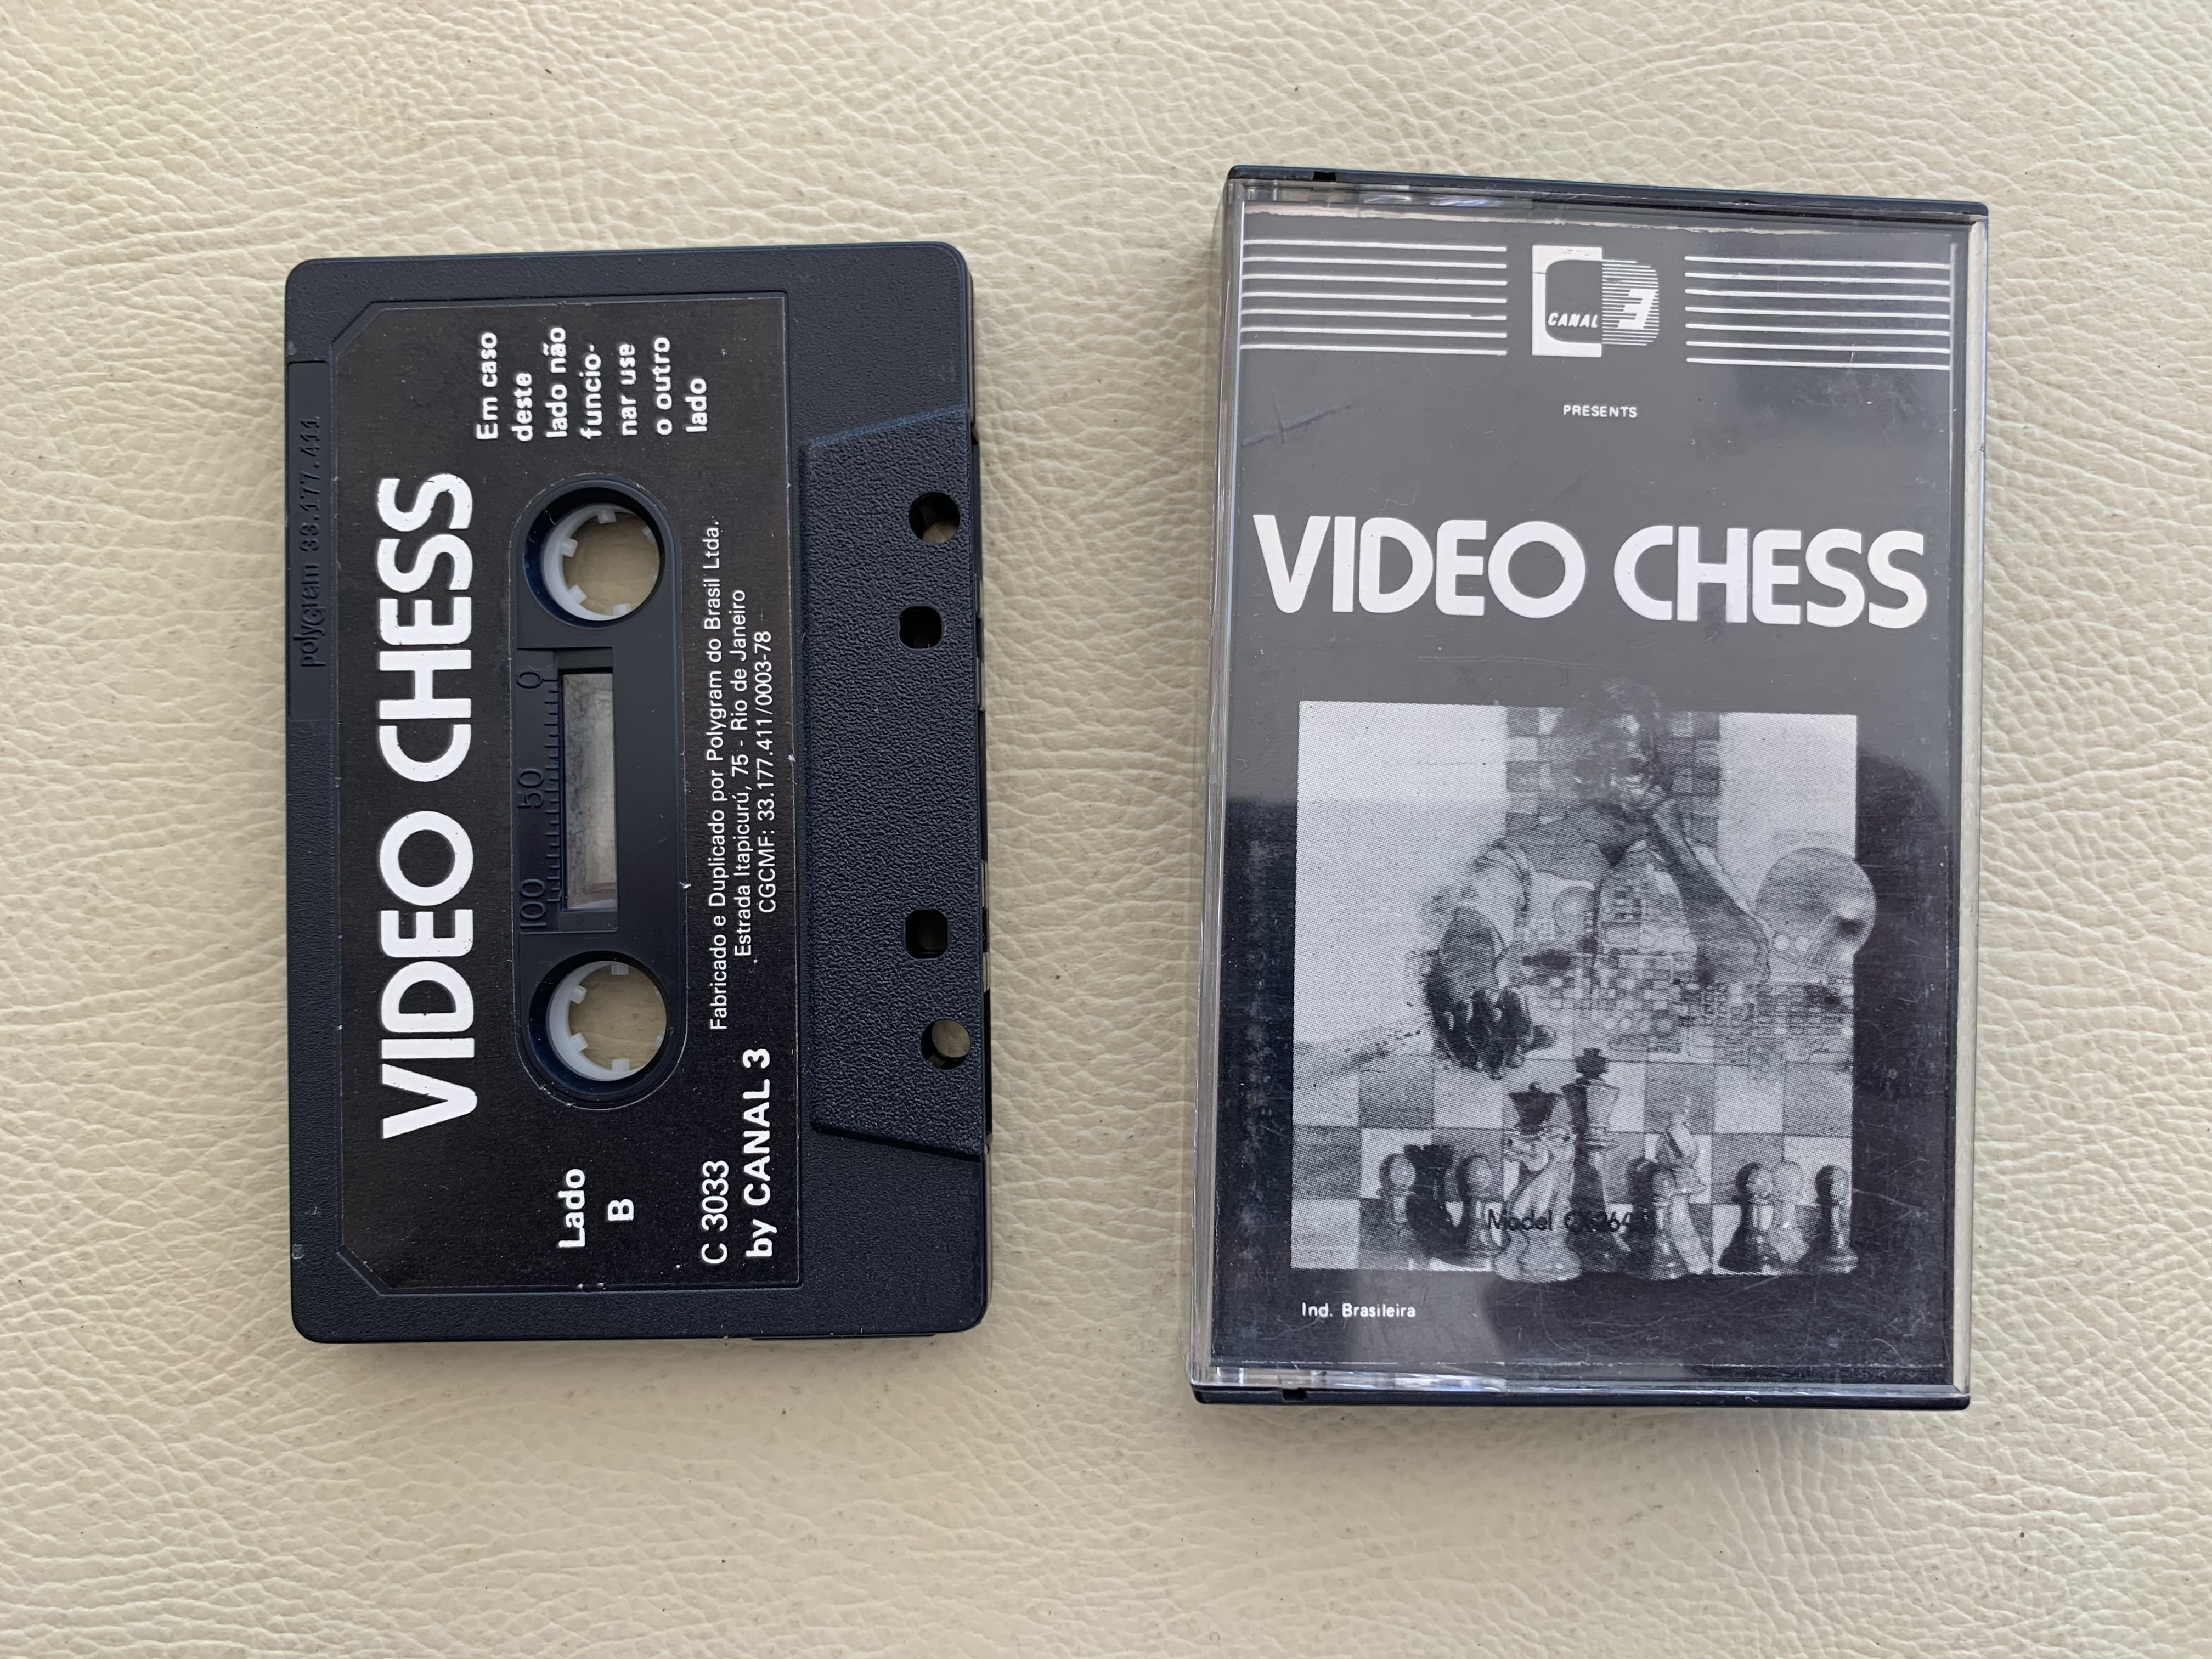 polygram 33.177.411
VIDEO CHESS
Em caso
deste
lado não
funcio-
nar use
o outro
lado
100 50 0
Lado
B
Fabricado e Duplicado por Polygram do Brasil Ltda.
Estrada Itapicurú, 75 - Rio de Janeiro
CGCMF: 33.177.411/0003-78
C 3033
by CANAL 3
CANAL 3
PRESENTS
VIDEO CHESS
Model
Ind. Brasileira